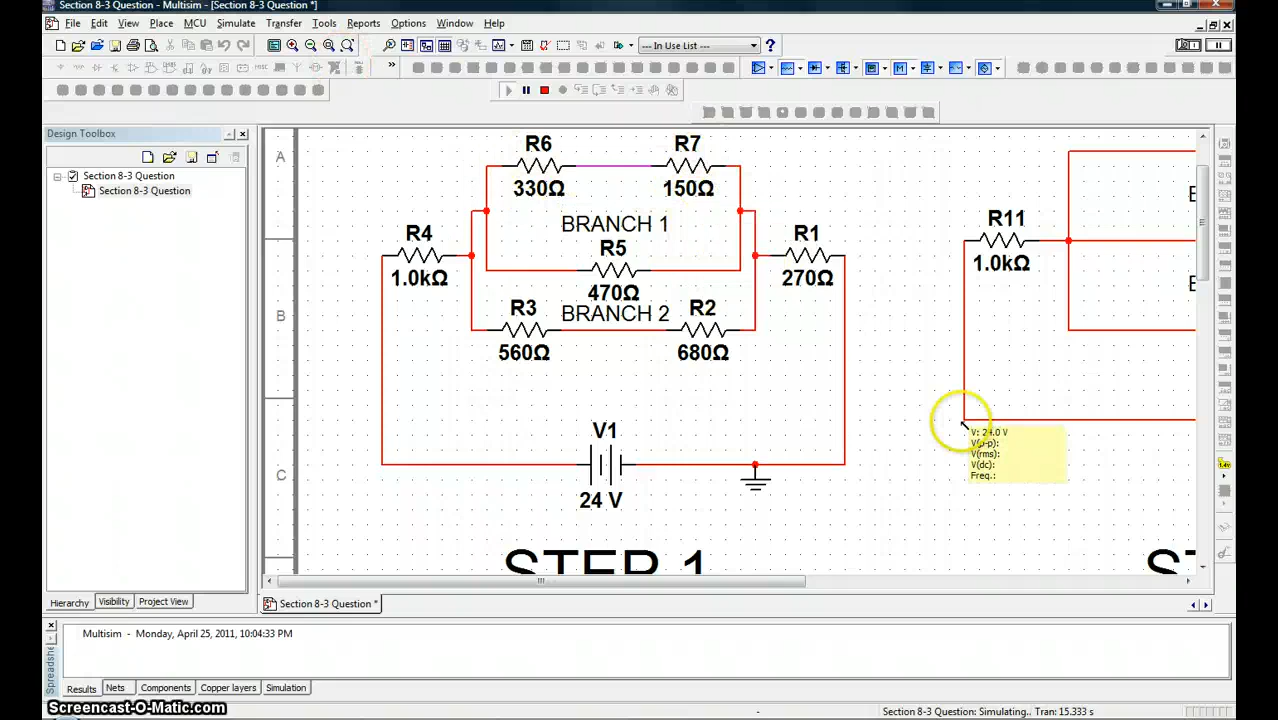 Section 8-3 Question - Multisim - [Section 8-3 Question *]
File Edit View Place MCU Simulate Transfer Tools Reports Options Window Help
--- In Use List ---
Design Toolbox
Section 8-3 Question
Section 8-3 Question
A
B
C
R6
330Ω
R7
150Ω
BRANCH 1
R4
1.0kΩ
R5
470Ω
R1
270Ω
BRANCH 2
R3
560Ω
R2
680Ω
V1
24 V
R11
1.0kΩ
V: 24.0 V
V(p-p):
V(rms):
V(dc):
Freq.:
STEP 1
ST
Hierarchy Visibility Project View
Section 8-3 Question *
Multisim - Monday, April 25, 2011, 10:04:33 PM
Results Nets Components Copper layers Simulation
Screencast-O-Matic.com
- Section 8-3 Question: Simulating... Tran: 15.333 s